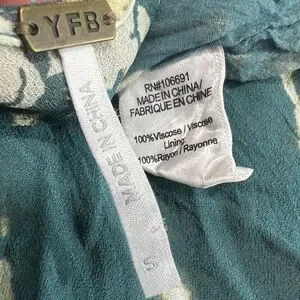 YFB
MADE IN CHINA
S
RN#106691
MADE IN CHINA/
FABRIQUE EN CHINE
100%Viscose / Viscose
Lining:
100%Rayon / Rayonne